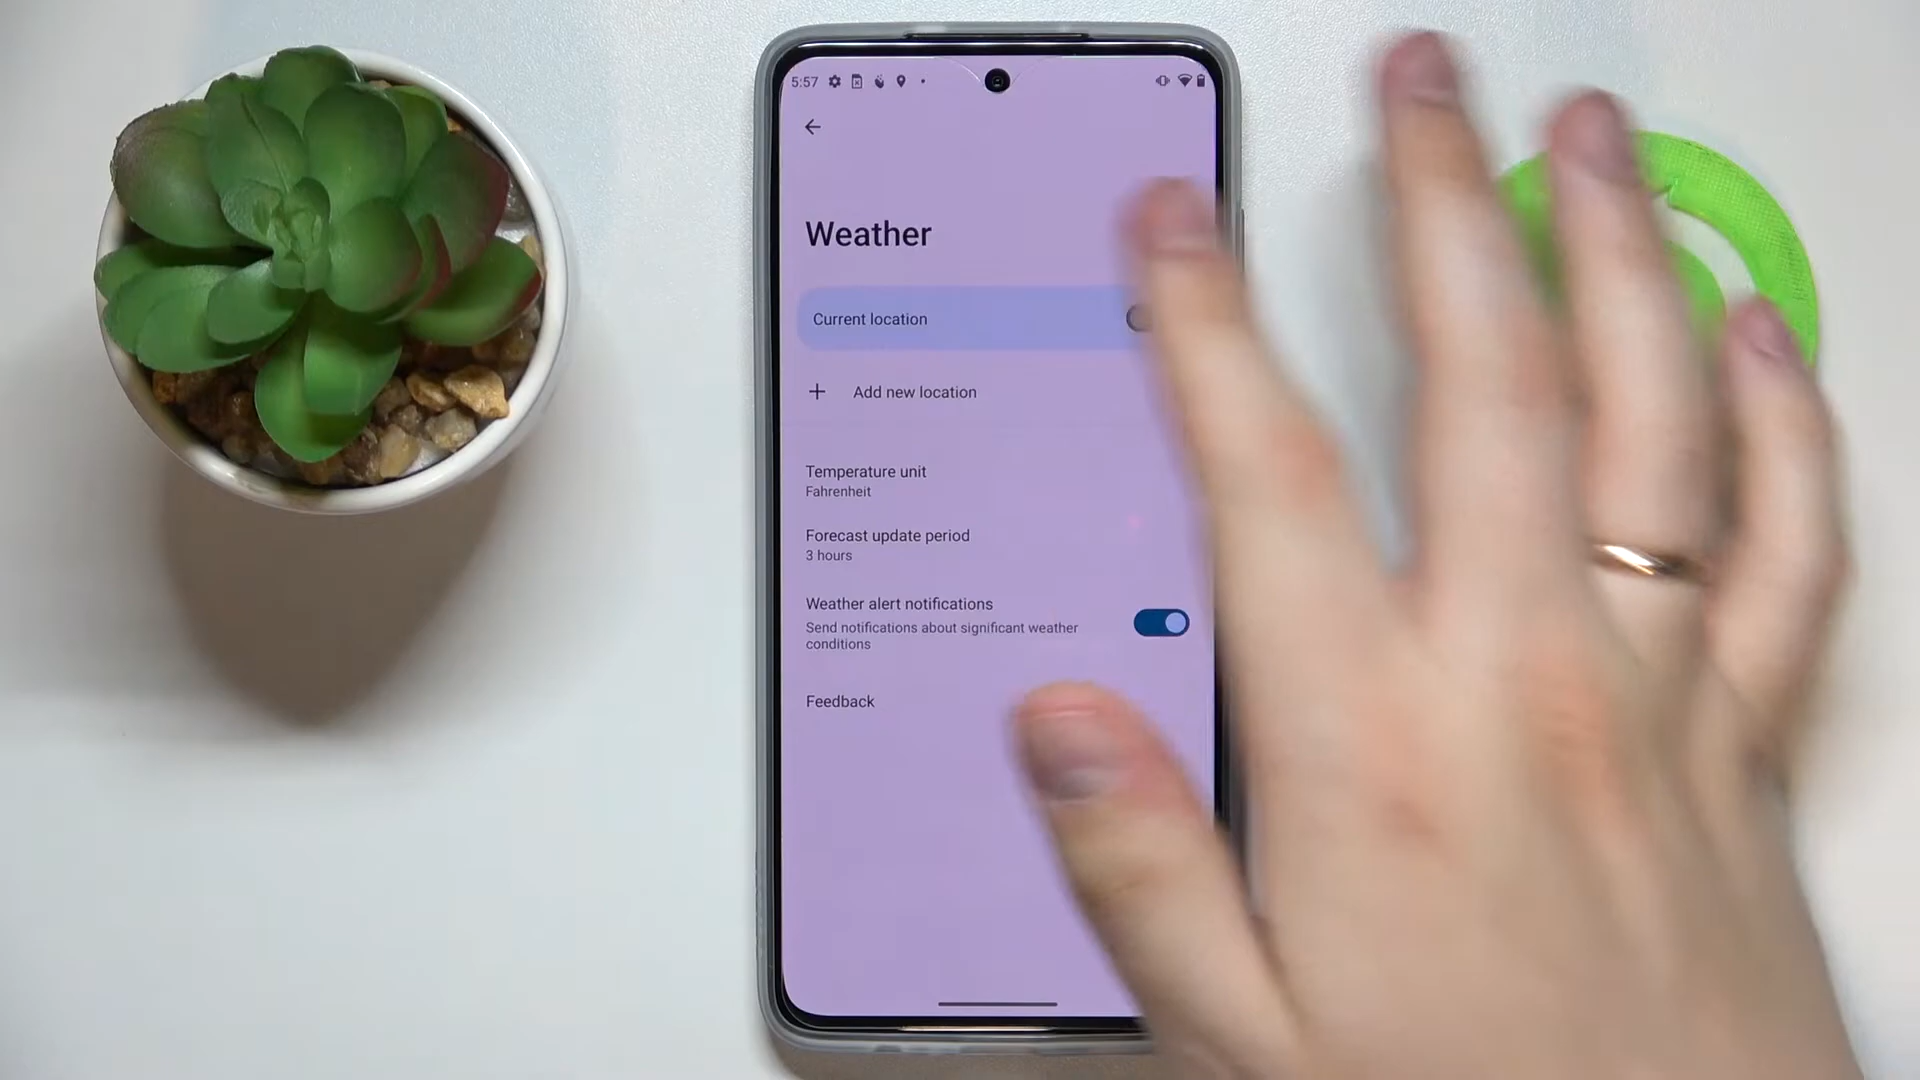 5:57
Weather
Current location
Add new location
Temperature unit
Fahrenheit
Forecast update period
3 hours
Weather alert notifications
Send notifications about significant weather
conditions
Feedback